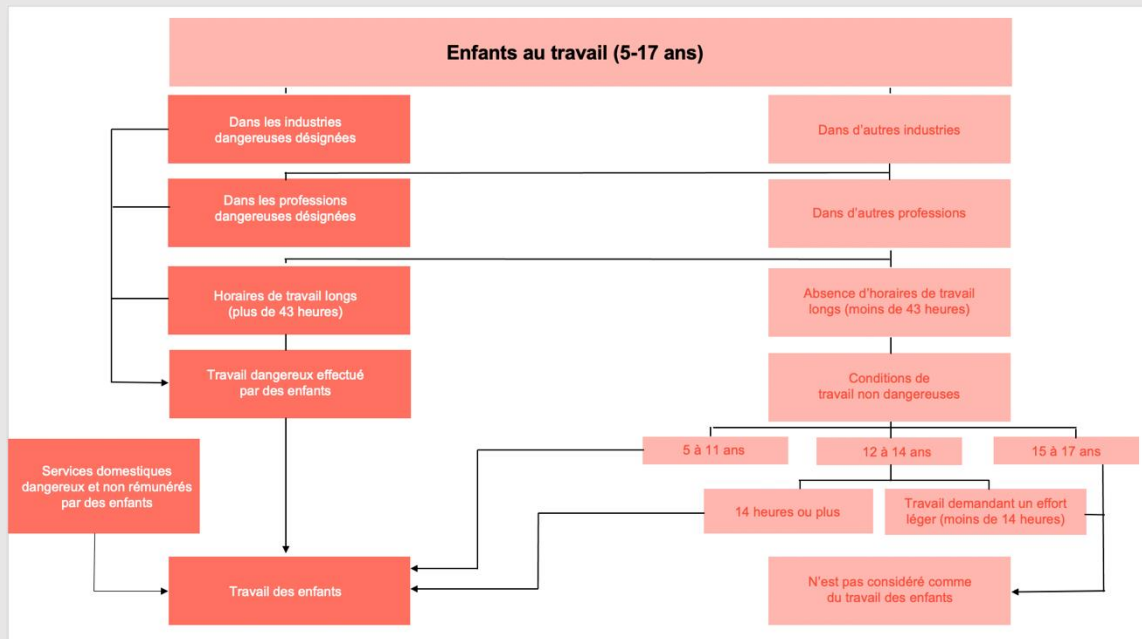 Enfants au travail (5-17 ans)
Dans les industries
dangereuses désignées
Dans d'autres industries
Dans les professions
dangereuses désignées
Dans d'autres professions
Horaires de travail longs
(plus de 43 heures)
Absence d'horaires de travail
longs (moins de 43 heures)
Travail dangereux effectué
par des enfants
Conditions de
travail non dangereuses
5 à 11 ans
12 à 14 ans
15 à 17 ans
Services domestiques
dangereux et non rémunérés
par des enfants
14 heures ou plus
Travail demandant un effort
léger (moins de 14 heures)
Travail des enfants
N'est pas considéré comme
du travail des enfants